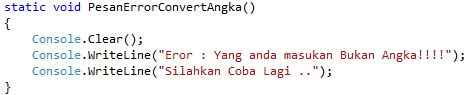 static void PesanErrorConvertAngka()
{
    Console.Clear();
    Console.WriteLine("Eror : Yang anda masukan Bukan Angka!!!!");
    Console.WriteLine("Silahkan Coba Lagi ..");
}